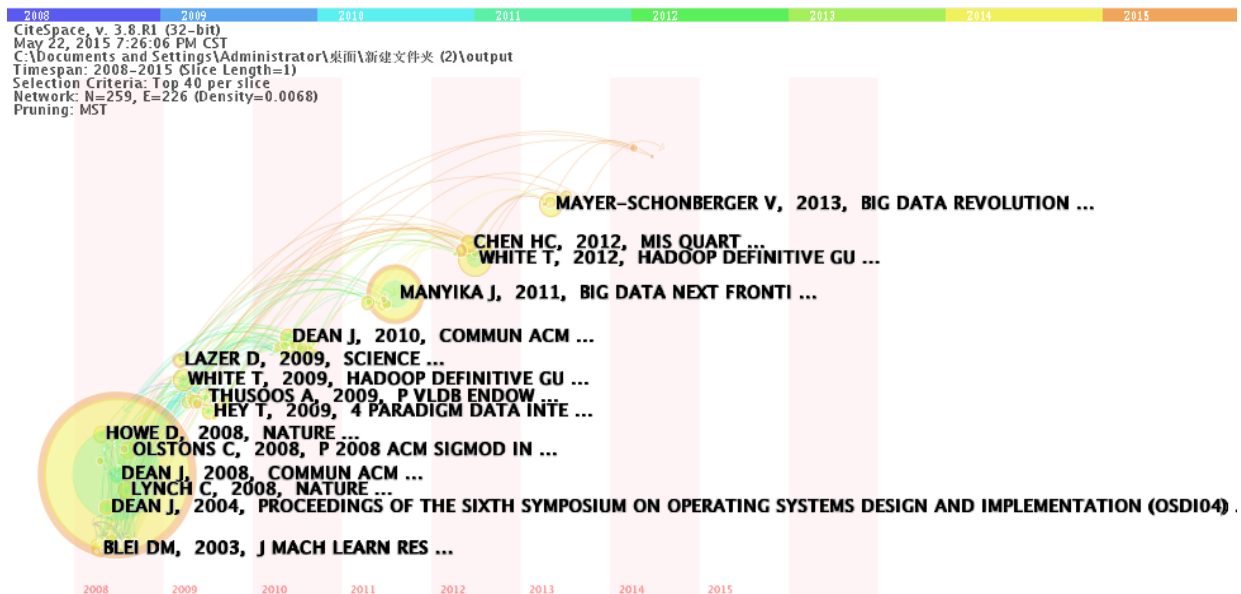 2008 2009 2010 2011 2012 2013 2014 2015
CiteSpace, v. 3.8.R1 (32-bit)
May 22, 2015 7:26:06 PM CST
C:\Documents and Settings\Administrator\桌面\新建文件夹 (2)\output
Timespan: 2008-2015 (Slice Length=1)
Selection Criteria: Top 40 per slice
Network: N=259, E=226 (Density=0.0068)
Pruning: MST
MAYER-SCHONBERGER V, 2013, BIG DATA REVOLUTION ...
CHEN HC, 2012, MIS QUART ...
WHITE T, 2012, HADOOP DEFINITIVE GU ...
MANYIKA J, 2011, BIG DATA NEXT FRONTI ...
DEAN J, 2010, COMMUN ACM ...
LAZER D, 2009, SCIENCE ...
WHITE T, 2009, HADOOP DEFINITIVE GU ...
THUSOOS A, 2009, P VLDB ENDOW ...
HEY T, 2009, 4 PARADIGM DATA INTE ...
HOWE D, 2008, NATURE ...
OLSTONS C, 2008, P 2008 ACM SIGMOD IN ...
DEAN J, 2008, COMMUN ACM ...
LYNCH C, 2008, NATURE ...
DEAN J, 2004, PROCEEDINGS OF THE SIXTH SYMPOSIUM ON OPERATING SYSTEMS DESIGN AND IMPLEMENTATION (OSDI04) .
BLEI DM, 2003, J MACH LEARN RES ...
2008 2009 2010 2011 2012 2013 2014 2015